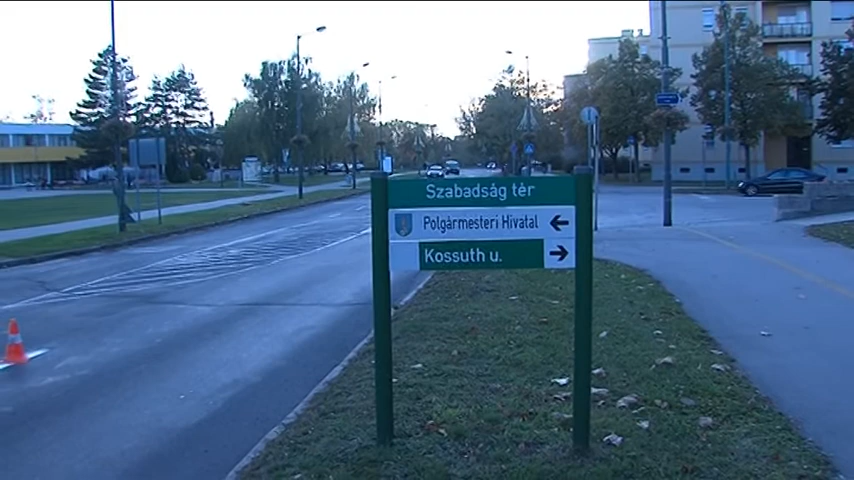 Szabadság tér
Polgármesteri Hivatal ←
Kossuth u. →